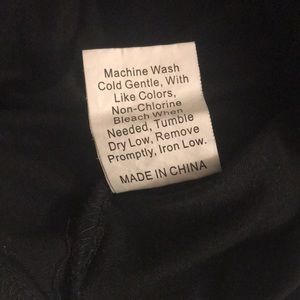 Machine Wash
Cold Gentle, With
Like Colors,
Non-Chlorine
Bleach When
Needed, Tumble
Dry Low, Remove
Promptly, Iron Low.
MADE IN CHINA